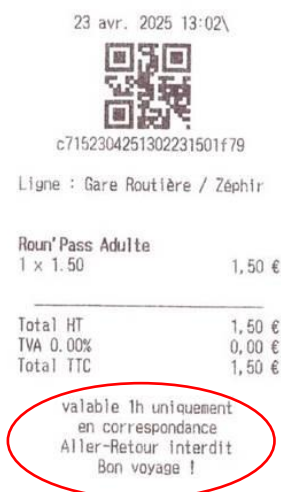 23 avr. 2025 13:02\
c7152304251302231501f79
Ligne : Gare Routière / Zéphir
Roun'Pass Adulte
1 x 1.50 1,50 €
Total HT 1,50 €
TVA 0.00% 0,00 €
Total TTC 1,50 €
valable 1h uniquement
en correspondance
Aller-Retour interdit
Bon voyage !